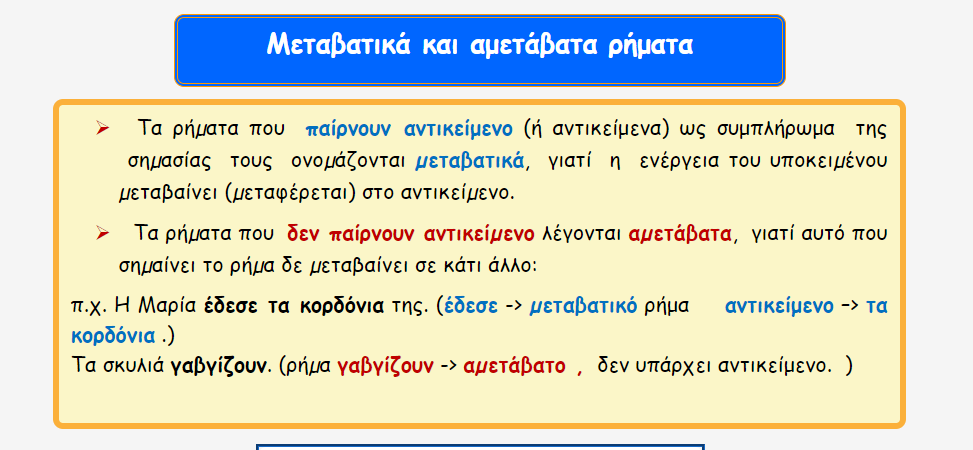 Μεταβατικά και αμετάβατα ρήματα
➢ Τα ρήματα που παίρνουν αντικείμενο (ή αντικείμενα) ως συμπλήρωμα της
σημασίας τους ονομάζονται μεταβατικά, γιατί η ενέργεια του υποκειμένου
μεταβαίνει (μεταφέρεται) στο αντικείμενο.
➢ Τα ρήματα που δεν παίρνουν αντικείμενο λέγονται αμετάβατα, γιατί αυτό που
σημαίνει το ρήμα δε μεταβαίνει σε κάτι άλλο:
π.χ. Η Μαρία έδεσε τα κορδόνια της. (έδεσε -> μεταβατικό ρήμα αντικείμενο –> τα
κορδόνια .)
Τα σκυλιά γαβγίζουν. (ρήμα γαβγίζουν -> αμετάβατο , δεν υπάρχει αντικείμενο. )